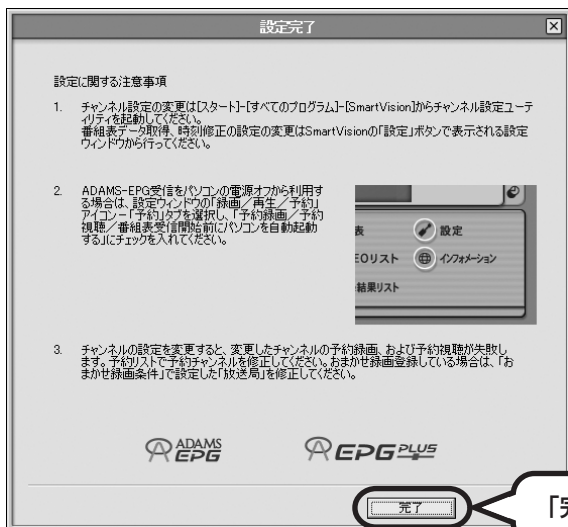 設定完了
設定に関する注意事項
1. チャンネル設定の変更は[スタート]-[すべてのプログラム]-[SmartVision]からチャンネル設定ユーテ
ィリティを起動してください。
番組表データ取得、時刻修正の設定の変更はSmartVisionの「設定」ボタンで表示される設定
ウィンドウから行ってください。
2. ADAMS-EPG受信をパソコンの電源オフから利用す
る場合は、設定ウィンドウの「録画／再生／予約」
アイコン－「予約」タブを選択し、「予約録画／予約
視聴／番組表受信開始前にパソコンを自動起動
する」にチェックを入れてください。
表
設定
EOリスト
インフォメーション
結果リスト
3. チャンネルの設定を変更すると、変更したチャンネルの予約録画、および予約視聴が失敗し
ます。予約リストで予約チャンネルを修正してください。おまかせ録画登録している場合は、「お
まかせ録画条件」で設定した「放送局」を修正してください。
ADAMS
EPG
EPG PLUS
完了
「完